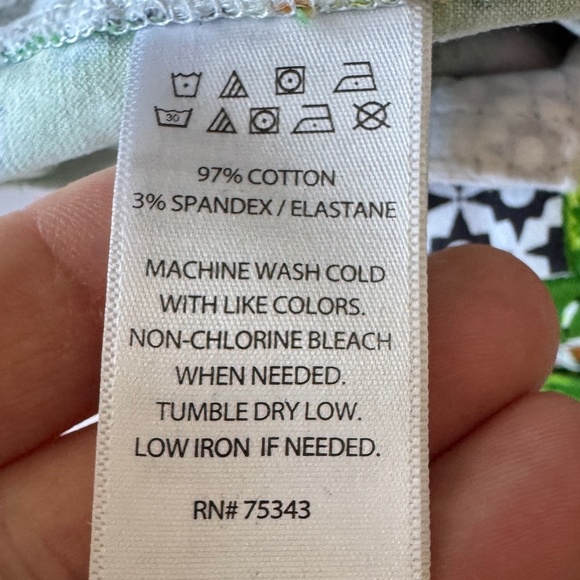 30
97% COTTON
3% SPANDEX / ELASTANE
MACHINE WASH COLD
WITH LIKE COLORS.
NON-CHLORINE BLEACH
WHEN NEEDED.
TUMBLE DRY LOW.
LOW IRON IF NEEDED.
RN# 75343